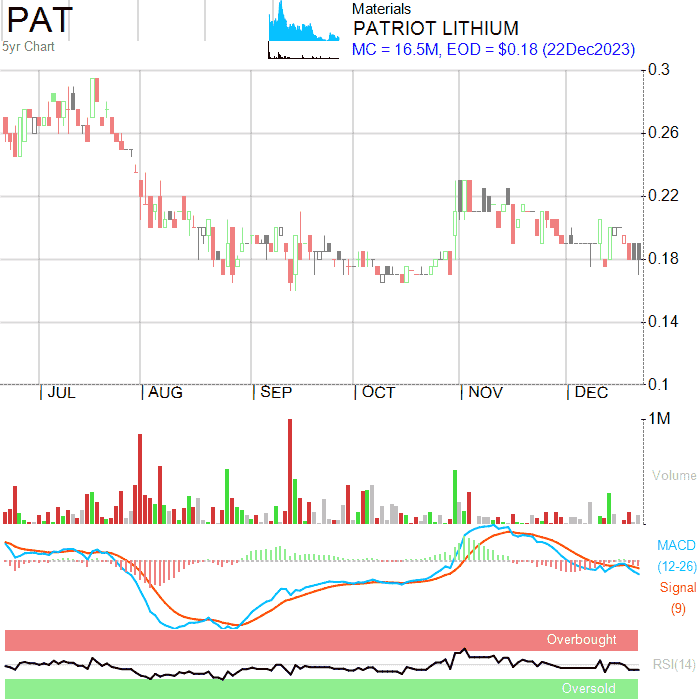 PAT
Materials
PATRIOT LITHIUM
5yr Chart
MC = 16.5M, EOD = $0.18 (22Dec2023)
0.3
0.26
0.22
0.18
0.14
0.1
JUL AUG SEP OCT NOV DEC
1M
Volume
MACD
(12-26)
Signal
(9)
Overbought
RSI(14)
Oversold